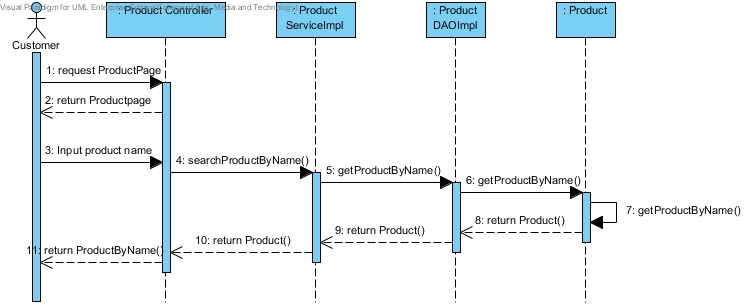 Visual Paradigm for UML Enterprise
Media and Technology)
: Product Controller
: Product
ServiceImpl
: Product
DAOImpl
: Product
Customer
1: request ProductPage
2: return Productpage
3: Input product name
4: searchProductByName()
5: getProductByName()
6: getProductByName()
7: getProductByName()
8: return Product()
9: return Product()
10: return Product()
11: return ProductByName()